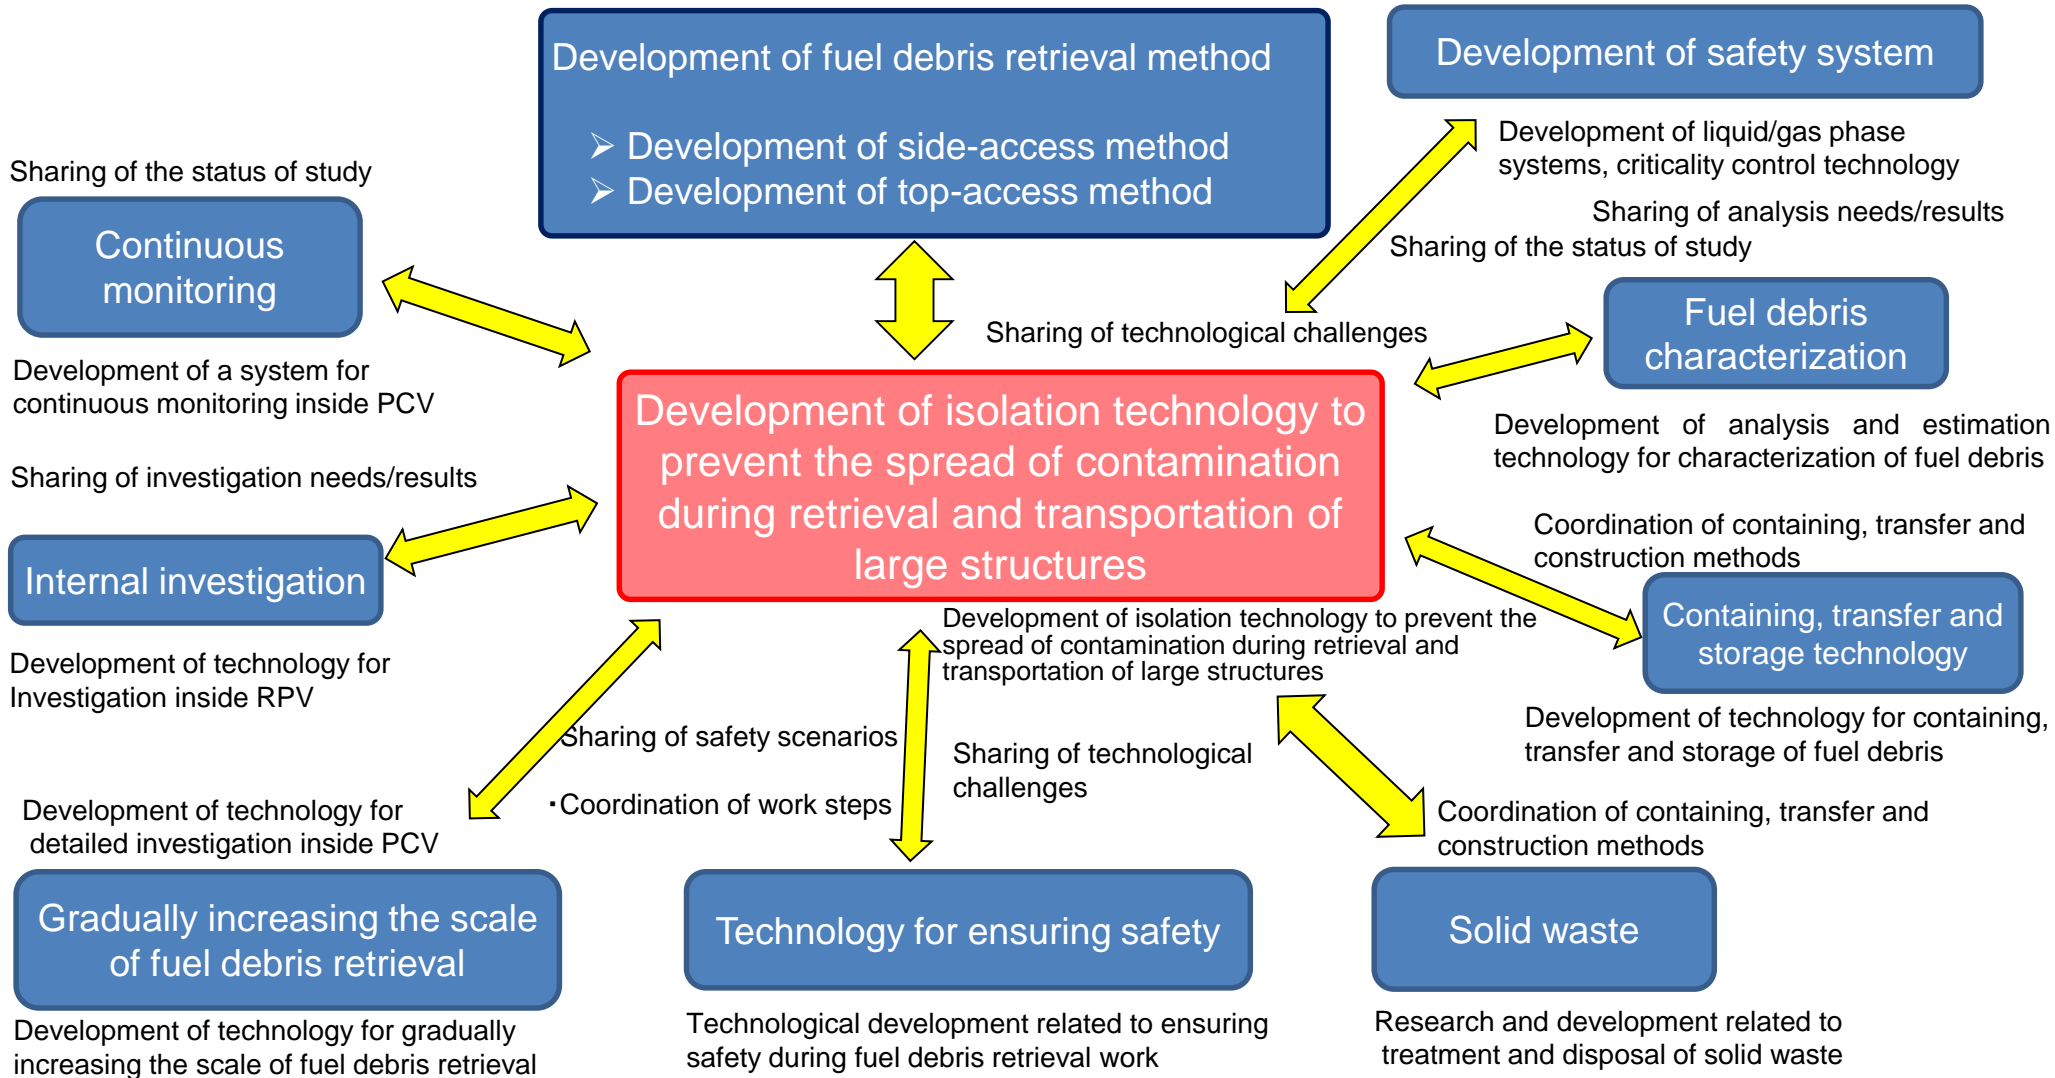 Development of fuel debris retrieval method
➢ Development of side-access method
➢ Development of top-access method
Development of safety system
Development of liquid/gas phase
systems, criticality control technology
Sharing of analysis needs/results
Sharing of the status of study
Sharing of the status of study
Continuous
monitoring
Development of a system for
continuous monitoring inside PCV
Sharing of technological challenges
Fuel debris
characterization
Development of analysis and estimation
technology for characterization of fuel debris
Development of isolation technology to
prevent the spread of contamination
during retrieval and transportation of
large structures
Sharing of investigation needs/results
Internal investigation
Development of technology for
Investigation inside RPV
Coordination of containing, transfer and
construction methods
Containing, transfer and
storage technology
Development of technology for containing,
transfer and storage of fuel debris
Development of isolation technology to prevent the
spread of contamination during retrieval and
transportation of large structures
Sharing of safety scenarios
・Coordination of work steps
Sharing of technological
challenges
Development of technology for
detailed investigation inside PCV
Gradually increasing the scale
of fuel debris retrieval
Development of technology for gradually
increasing the scale of fuel debris retrieval
Technology for ensuring safety
Technological development related to ensuring
safety during fuel debris retrieval work
Coordination of containing, transfer and
construction methods
Solid waste
Research and development related to
treatment and disposal of solid waste